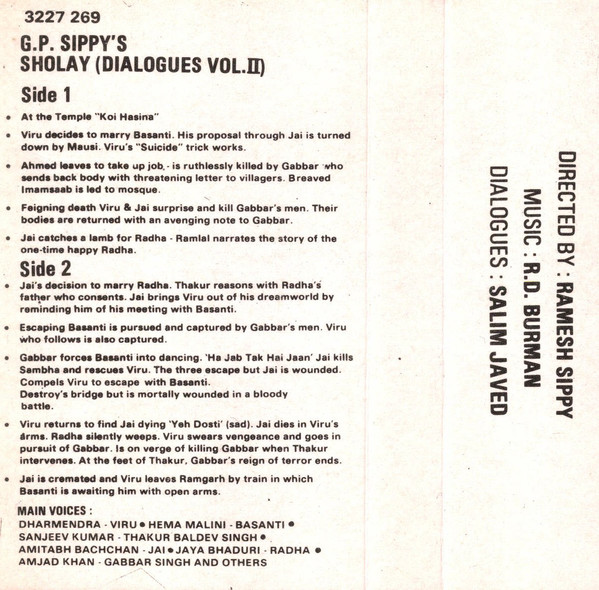 3227 269
G.P. SIPPY'S
SHOLAY (DIALOGUES VOL.II)
Side 1
• At the Temple "Koi Hasina"
• Viru decides to marry Basanti. His proposal through Jai is turned
down by Mausi. Viru's "Suicide" trick works.
• Ahmed leaves to take up job, - is ruthlessly killed by Gabbar who
sends back body with threatening letter to villagers. Breaved
Imamsaab is led to mosque.
• Feigning death Viru & Jai surprise and kill Gabbar's men. Their
bodies are returned with an avenging note to Gabbar.
• Jai catches a lamb for Radha - Ramlal narrates the story of the
one-time happy Radha.
Side 2
• Jai's decision to marry Radha. Thakur reasons with Radha's
father who consents. Jai brings Viru out of his dreamworld by
reminding him of his meeting with Basanti.
• Escaping Basanti is pursued and captured by Gabbar's men. Viru
who follows is also captured.
• Gabbar forces Basanti into dancing. 'Ha Jab Tak Hai Jaan' Jai kills
Sambha and rescues Viru. The three escape but Jai is wounded.
Compels Viru to escape with Basanti.
Destroy's bridge but is mortally wounded in a bloody
battle.
• Viru returns to find Jai dying 'Yeh Dosti' (sad). Jai dies in Viru's
arms. Radha silently weeps. Viru swears vengeance and goes in
pursuit of Gabbar. Is on verge of killing Gabbar when Thakur
intervenes. At the feet of Thakur, Gabbar's reign of terror ends.
• Jai is cremated and Viru leaves Ramgarh by train in which
Basanti is awaiting him with open arms.
MAIN VOICES :
DHARMENDRA - VIRU • HEMA MALINI - BASANTI •
SANJEEV KUMAR - THAKUR BALDEV SINGH •
AMITABH BACHCHAN - JAI • JAYA BHADURI - RADHA •
AMJAD KHAN - GABBAR SINGH AND OTHERS
DIRECTED BY : RAMESH SIPPY
MUSIC : R.D. BURMAN
DIALOGUES : SALIM JAVED